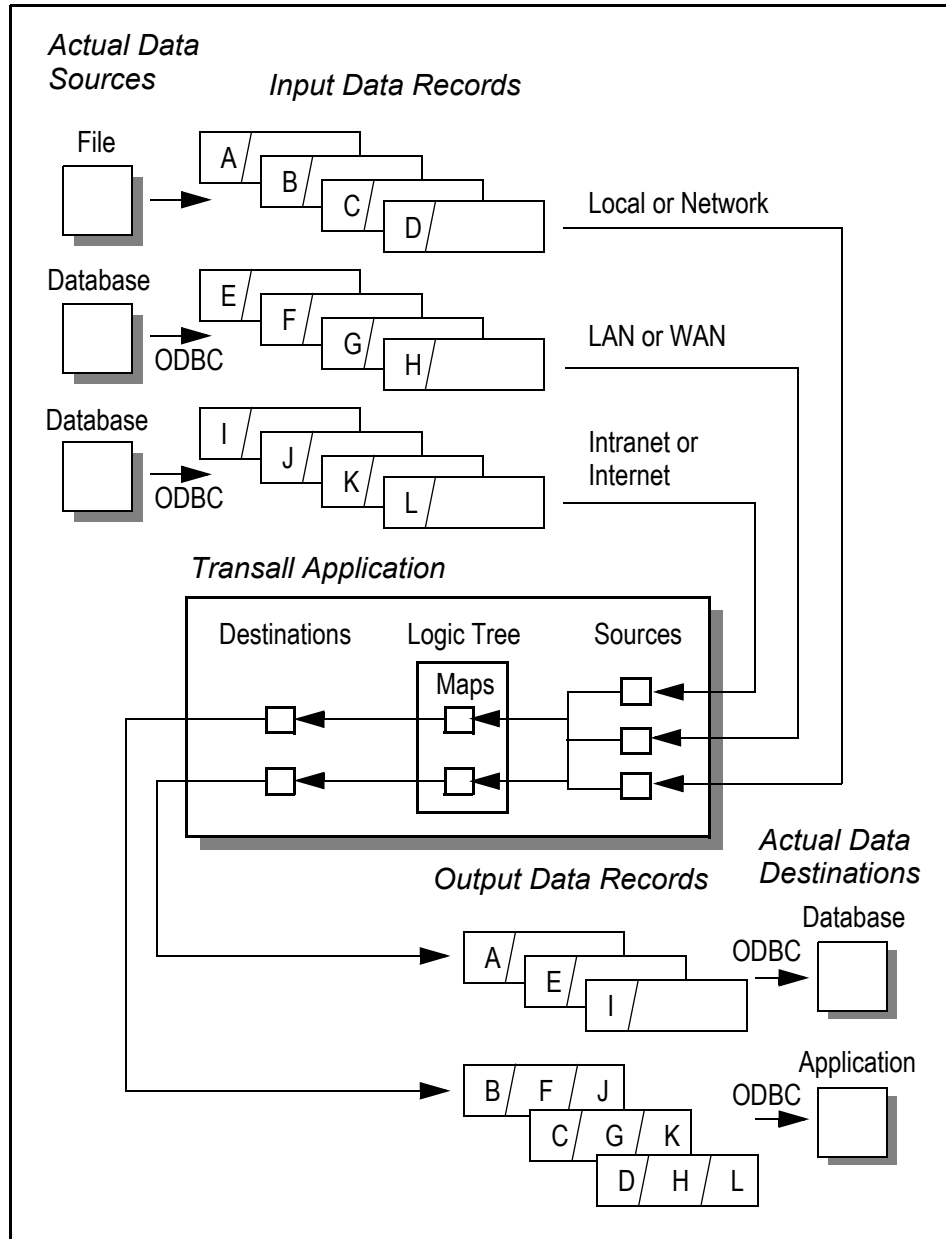 Actual Data
Sources
Input Data Records
File
A
B
C
D
Local or Network
Database
ODBC
E
F
G
H
LAN or WAN
Database
ODBC
I
J
K
L
Intranet or
Internet
Transall Application
Destinations
Logic Tree
Sources
Maps
Actual Data
Destinations
Output Data Records
Database
A
E
I
ODBC
Application
B F J
C G K
D H L
ODBC